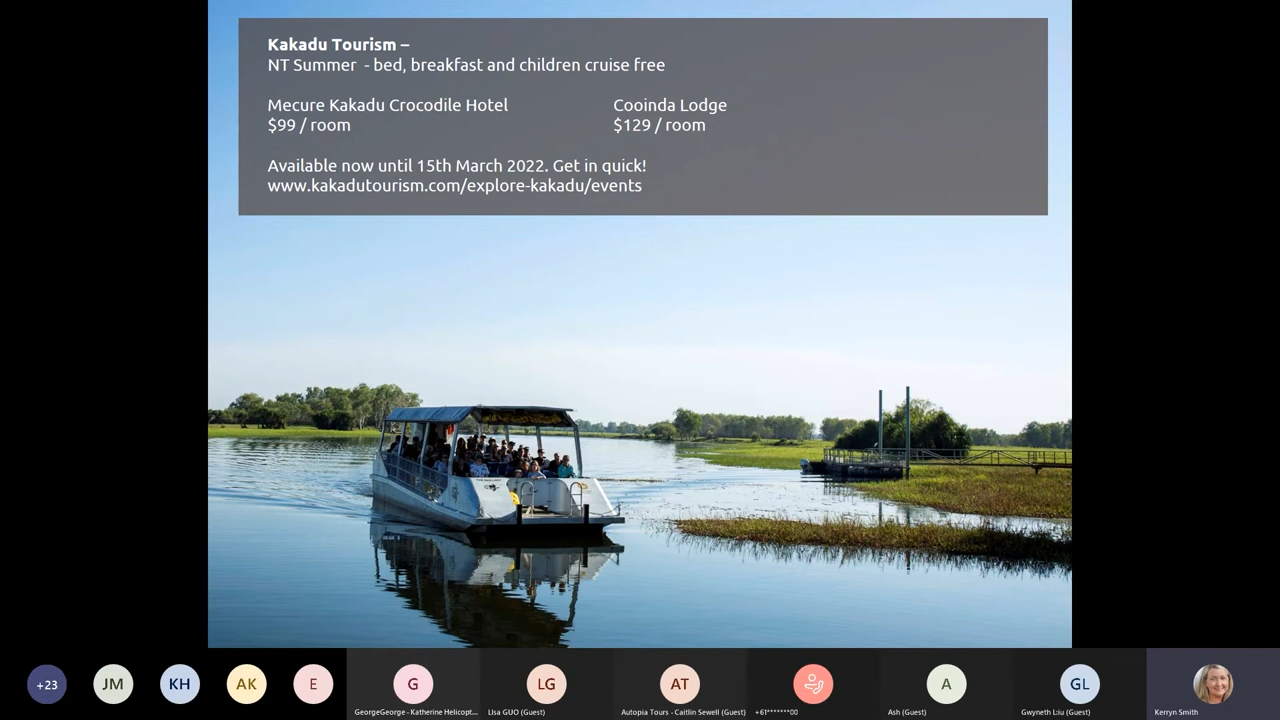 Kakadu Tourism –
NT Summer - bed, breakfast and children cruise free
Mecure Kakadu Crocodile Hotel
$99 / room
Cooinda Lodge
$129 / room
Available now until 15th March 2022. Get in quick!
www.kakadutourism.com/explore-kakadu/events
+23
JM
KH
AK
E
G
GeorgeGeorge - Katherine Helicopt...
LG
Lisa GUO (Guest)
AT
Autopia Tours - Caitlin Sewell (Guest)
+61*******00
A
Ash (Guest)
GL
Gwyneth Liu (Guest)
Kerryn Smith